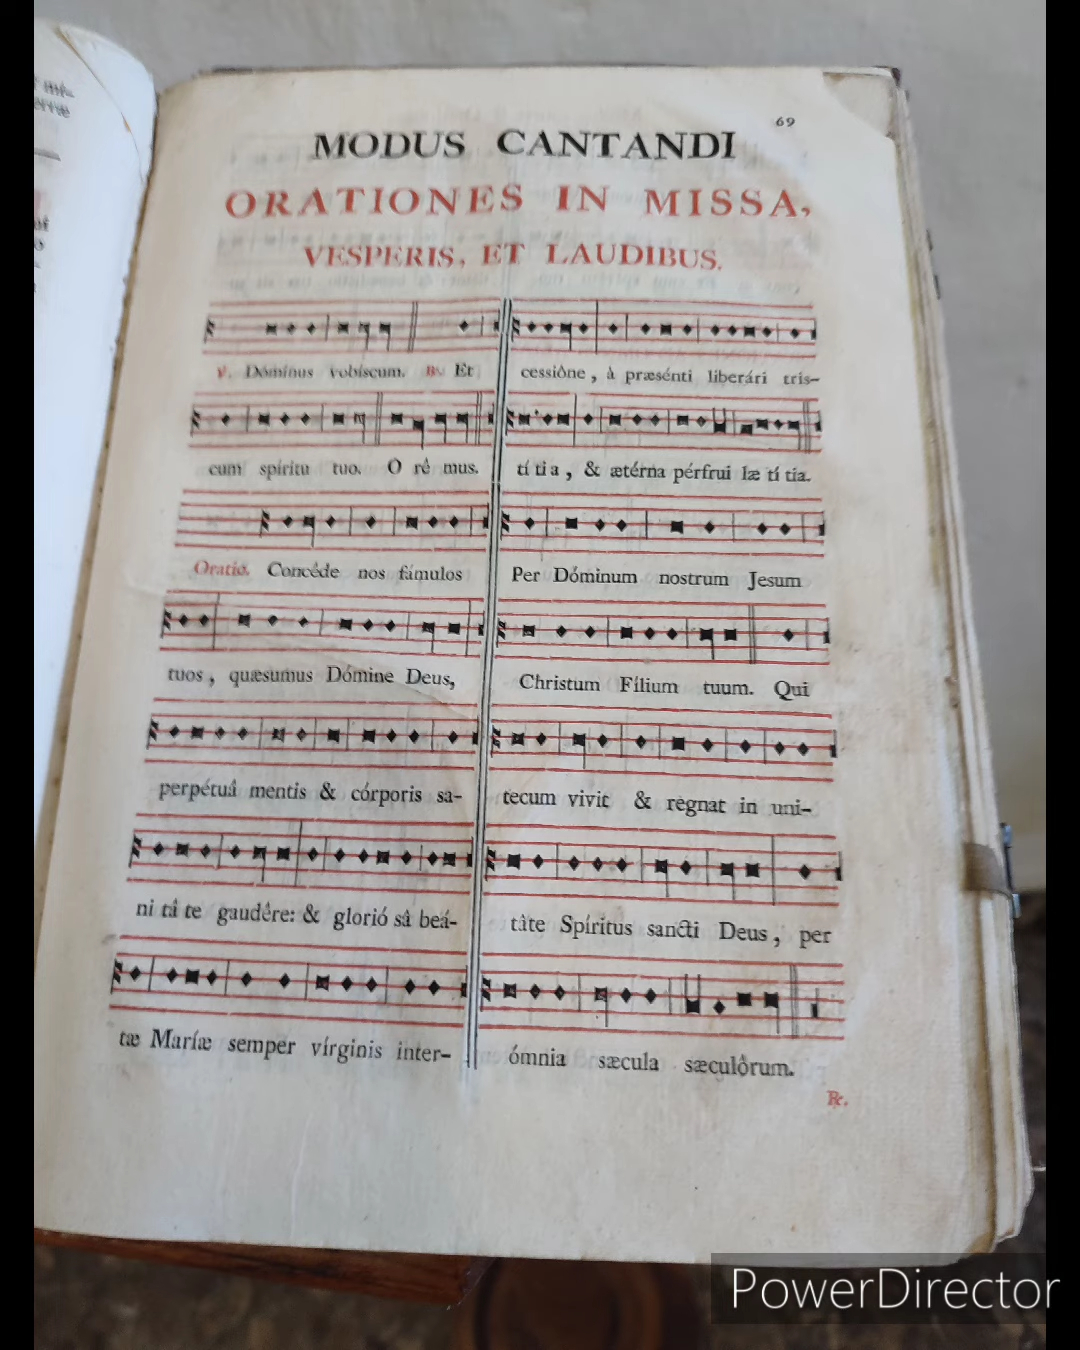 69
MODUS CANTANDI
ORATIONES IN MISSA,
VESPERIS, ET LAUDIBUS.
℣. Dóminus vobíscum. ℟. Et
cum spíritu tuo. O ré mus.
Oratio. Concéde nos fámulos
tuos, quæsumus Dómine Deus,
perpétuâ mentis & córporis sa-
ni tâ te gaudêre: & glorió sâ beá-
tæ Maríæ semper vírginis inter-
cessiône, à præsénti liberári tris-
tí tia, & ætérna pérfrui læ tí tia.
Per Dóminum nostrum Jesum
Christum Fílium tuum. Qui
tecum vivit & regnat in uni-
tâte Spíritus sancti Deus, per
ómnia sæcula sæculôrum.
℟.
PowerDirector